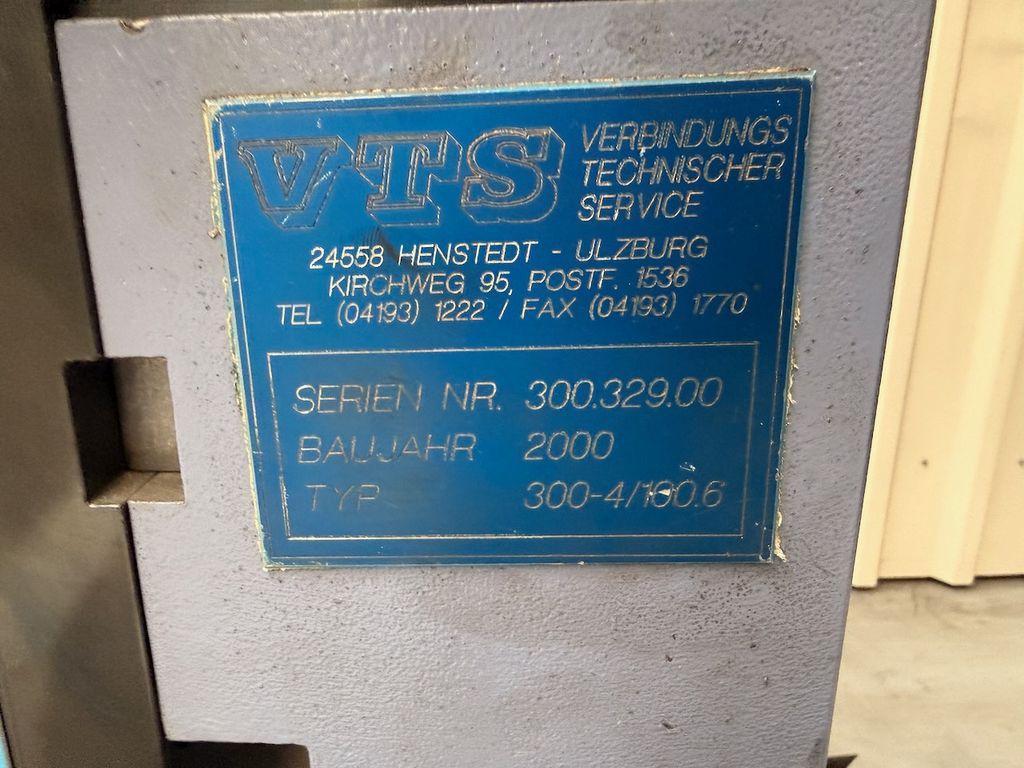 VTS VERBINDUNGS
TECHNISCHER
SERVICE
24558 HENSTEDT - ULZBURG
KIRCHWEG 95, POSTF. 1536
TEL (04193) 1222 / FAX (04193) 1770
SERIEN NR. 300.329.00
BAUJAHR 2000
TYP 300-4/160.6